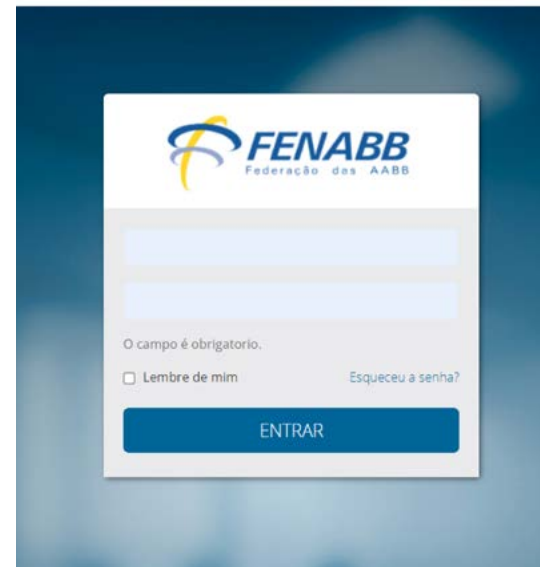 FENABB
Federação das AABB
O campo é obrigatorio.
Lembre de mim
Esqueceu a senha?
ENTRAR